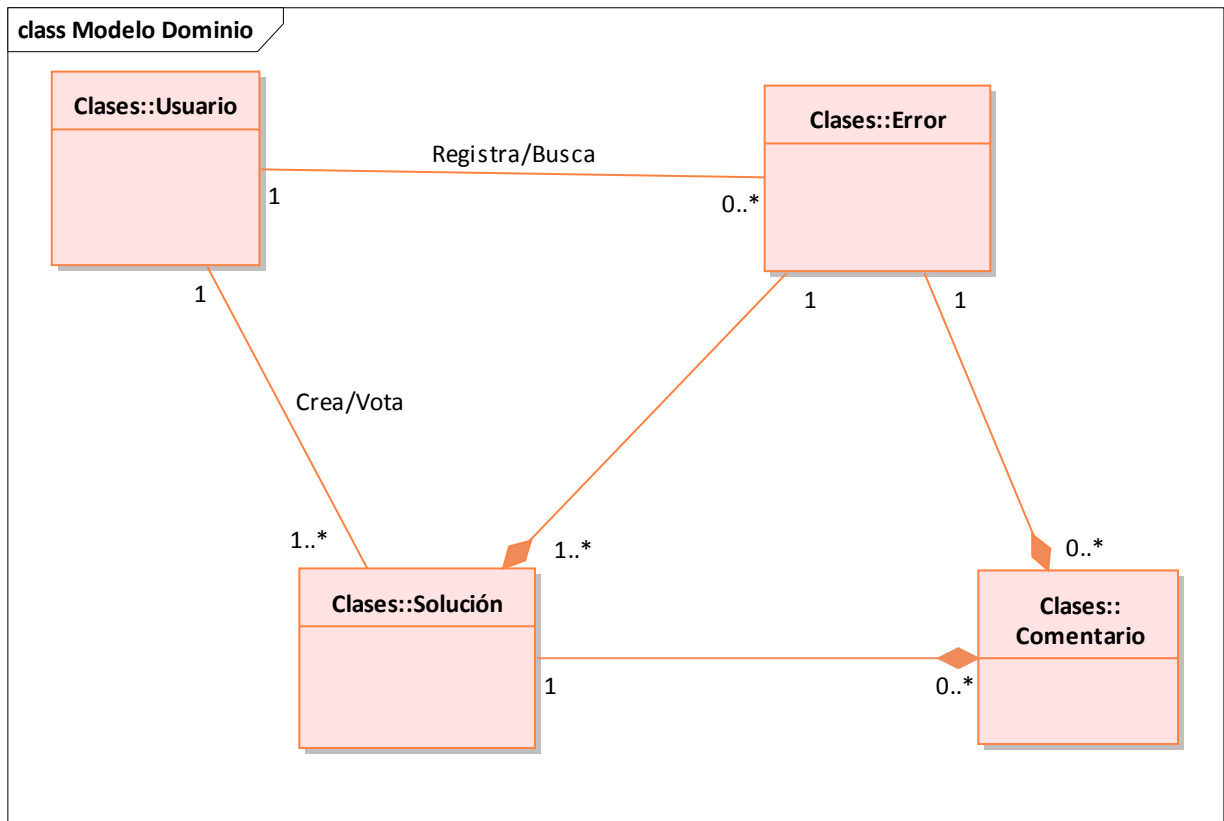 class Modelo Dominio
Clases::Usuario
Clases::Error
Registra/Busca
1
0..*
1
1
1
Crea/Vota
1..*
1..*
0..*
Clases::Solución
Clases::
Comentario
1
0..*